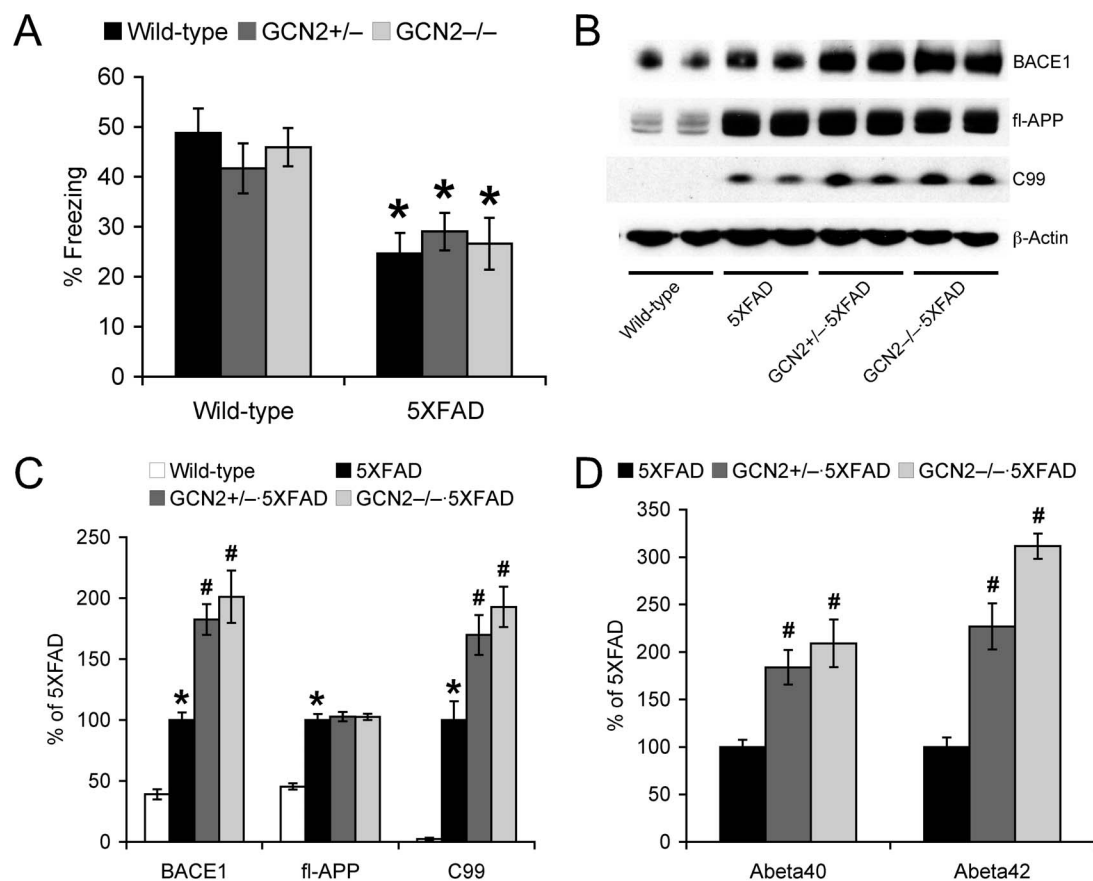 A
Wild-type GCN2+/– GCN2–/–
% Freezing
60
50
40
30
20
10
0
* * *
Wild-type 5XFAD
B
BACE1
fl-APP
C99
β-Actin
Wild-type
5XFAD
GCN2+/–·5XFAD
GCN2–/–·5XFAD
C
Wild-type 5XFAD
GCN2+/–·5XFAD GCN2–/–·5XFAD
% of 5XFAD
250
200
150
100
50
0
* # # * * # #
BACE1 fl-APP C99
D
5XFAD GCN2+/–·5XFAD GCN2–/–·5XFAD
% of 5XFAD
350
300
250
200
150
100
50
0
# # # #
Abeta40 Abeta42